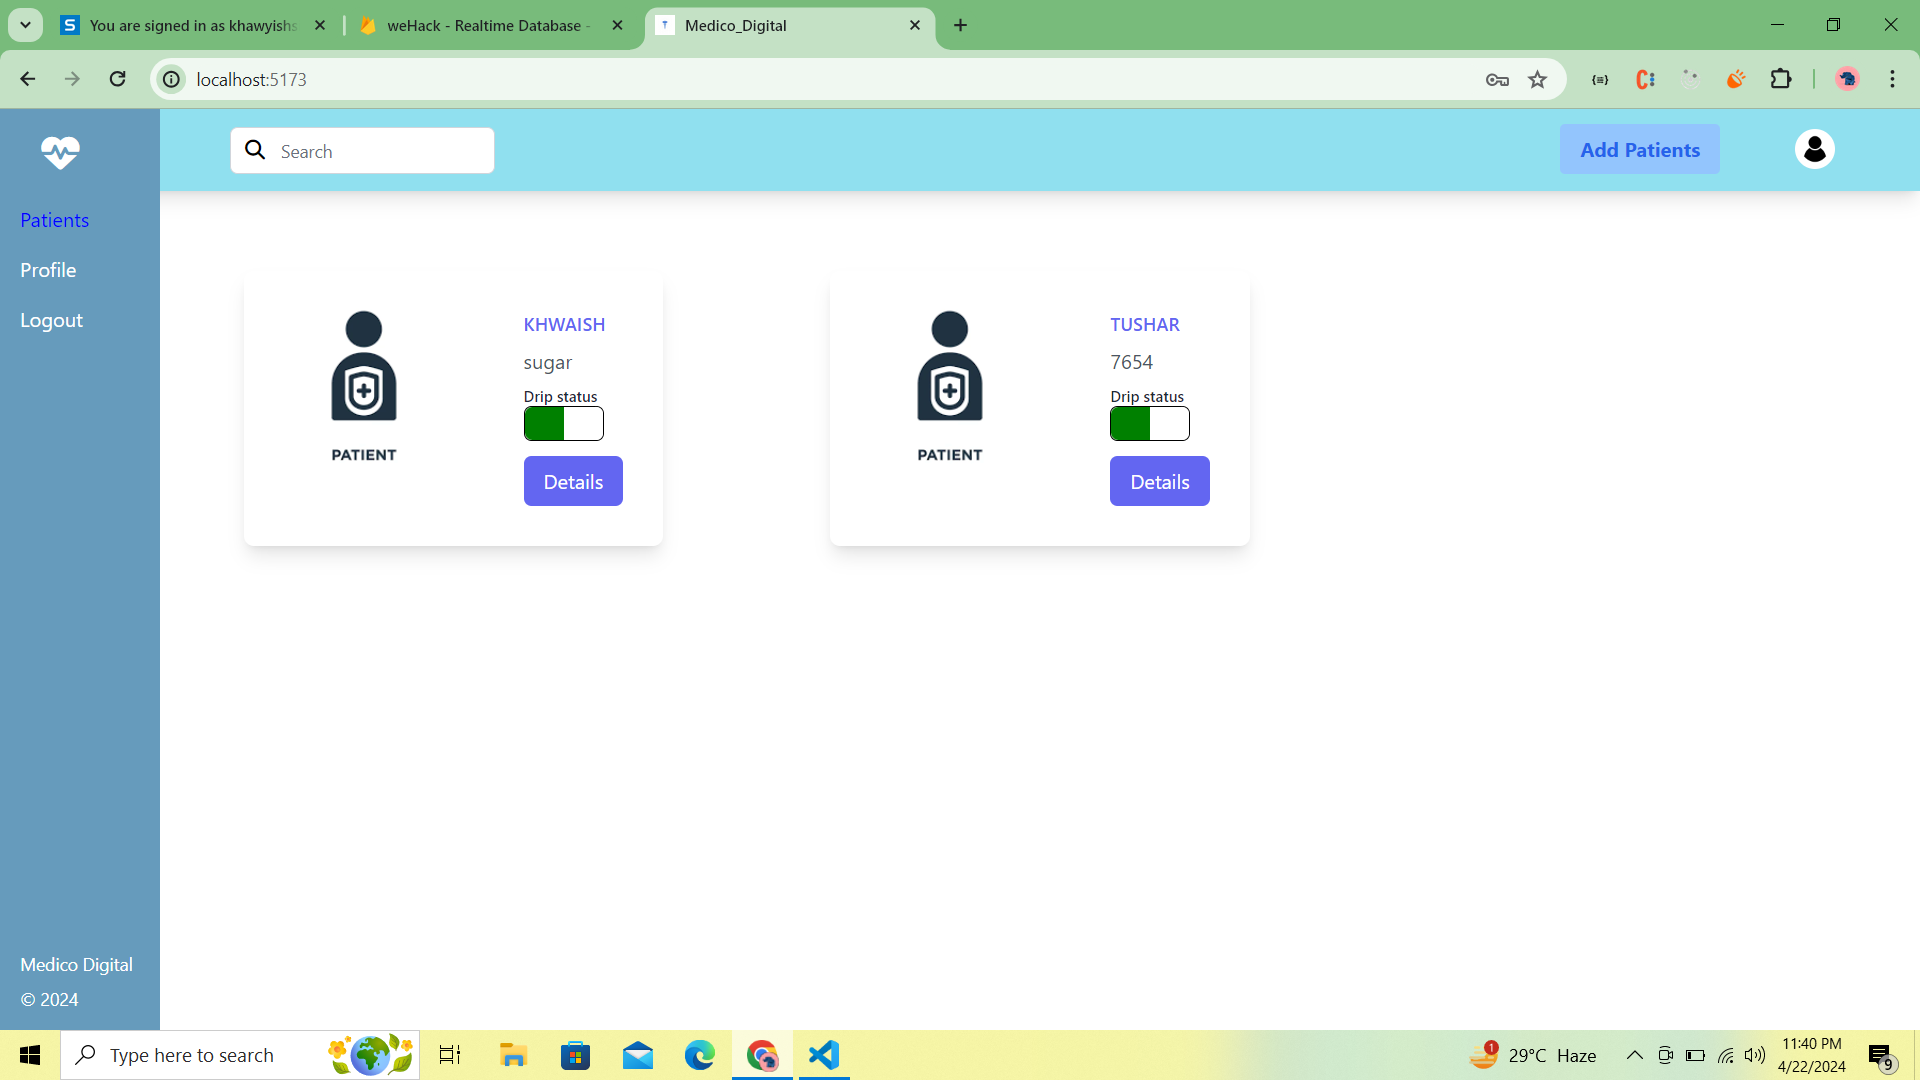 You are signed in as khawyishs
weHack - Realtime Database -
Medico_Digital
localhost:5173
Search
Add Patients
Patients
Profile
Logout
KHWAISH
sugar
Drip status
Details
PATIENT
TUSHAR
7654
Drip status
Details
PATIENT
Medico Digital
© 2024
Type here to search
1
29°C Haze
11:40 PM
4/22/2024
9